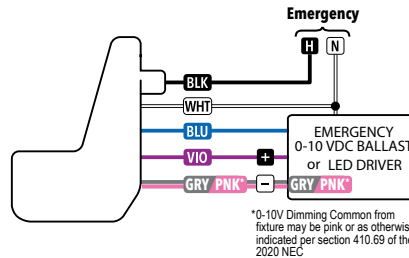 Emergency
H N
BLK
WHT
BLU
VIO +
GRY/PNK* − GRY/PNK*
EMERGENCY
0-10 VDC BALLAST
or LED DRIVER
*0-10V Dimming Common from
fixture may be pink or as otherwis
indicated per section 410.69 of the
2020 NEC